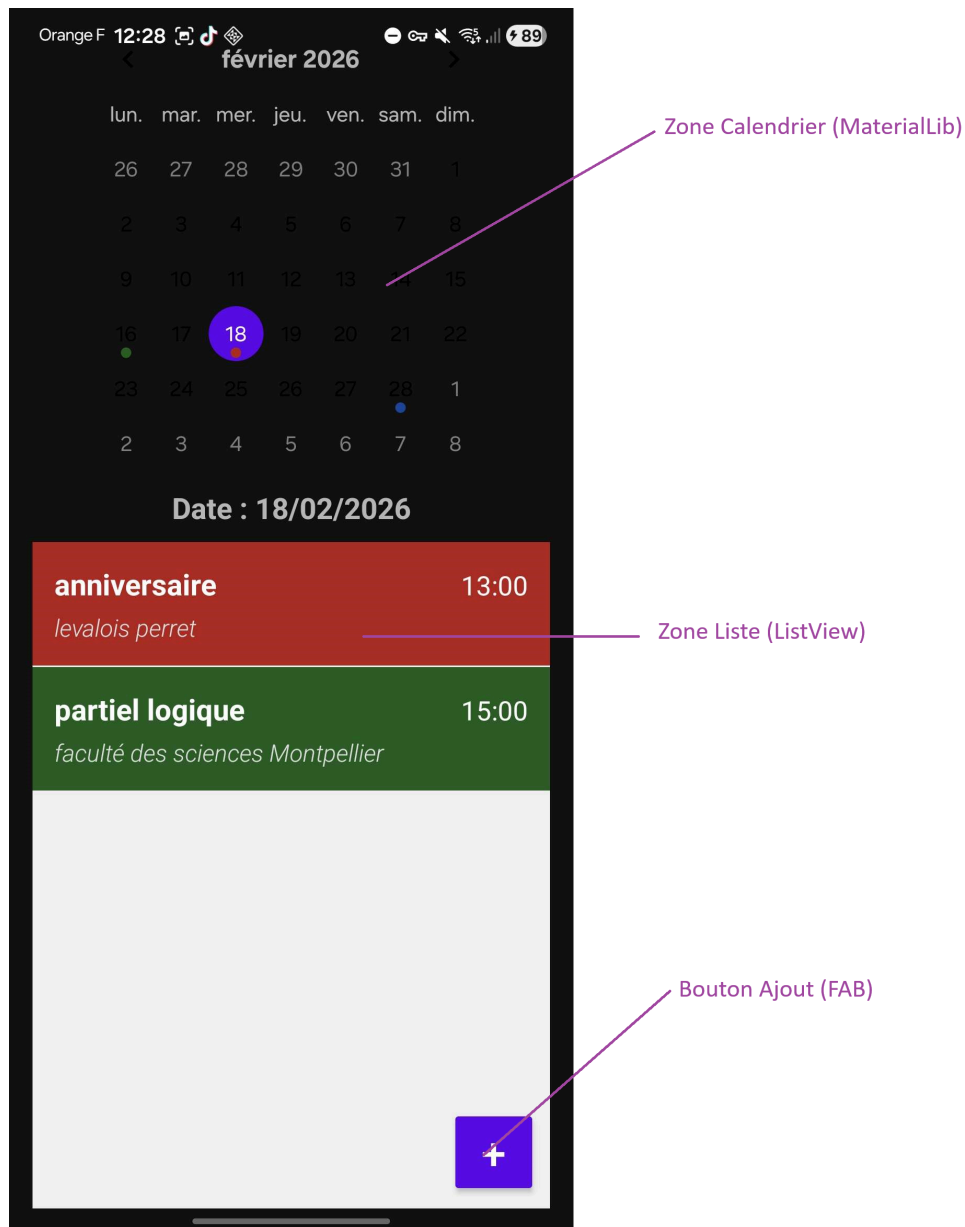 Orange F 12:28 89
février 2026
lun. mar. mer. jeu. ven. sam. dim.
26 27 28 29 30 31 1
2 3 4 5 6 7 8
9 10 11 12 13 14 15
16 17 18 19 20 21 22
23 24 25 26 27 28 1
2 3 4 5 6 7 8
Date : 18/02/2026
anniversaire 13:00
levalois perret
partiel logique 15:00
faculté des sciences Montpellier
+
Zone Calendrier (MaterialLib)
Zone Liste (ListView)
Bouton Ajout (FAB)